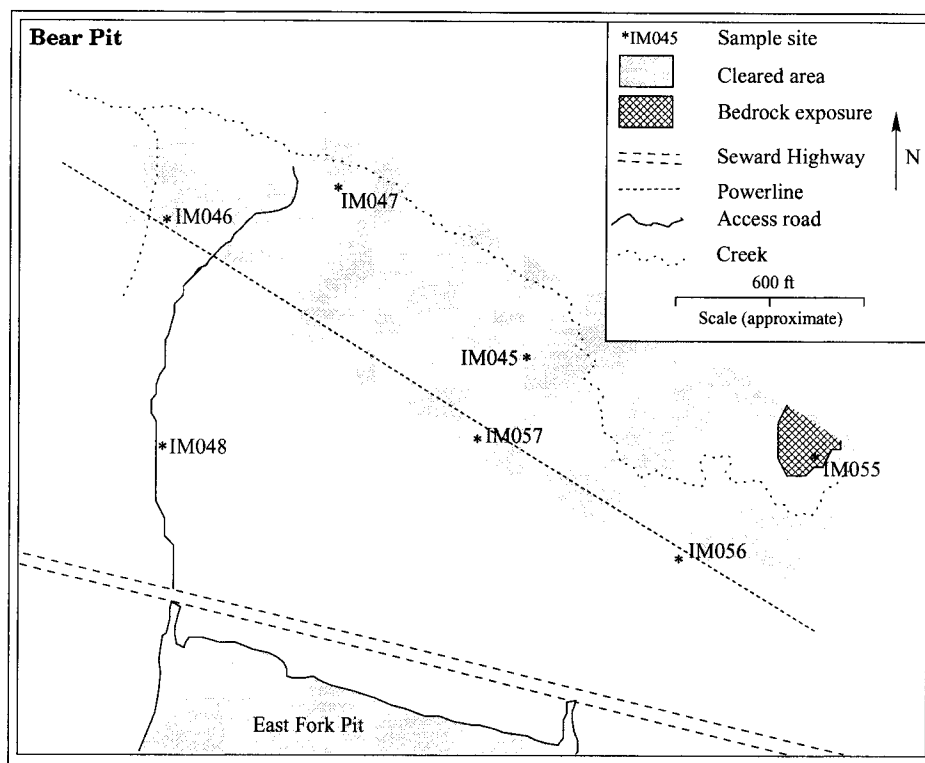 Bear Pit
*IM045 Sample site
Cleared area
Bedrock exposure
N
Seward Highway
Powerline
Access road
Creek
600 ft
Scale (approximate)
*IM047
*IM046
IM045*
*IM057
*IM048
*IM055
*IM056
East Fork Pit